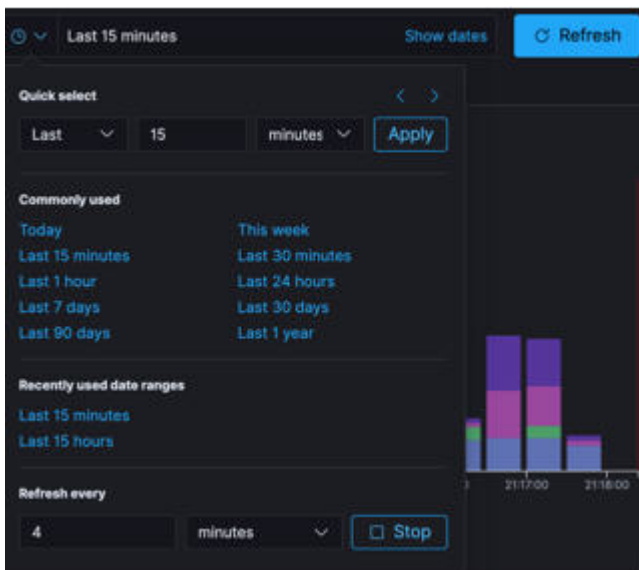 Last 15 minutes Show dates Refresh
Quick select
Last 15 minutes Apply
Commonly used
Today This week
Last 15 minutes Last 30 minutes
Last 1 hour Last 24 hours
Last 7 days Last 30 days
Last 90 days Last 1 year
Recently used date ranges
Last 15 minutes
Last 15 hours
21:17:00 21:18:00
Refresh every
4 minutes Stop